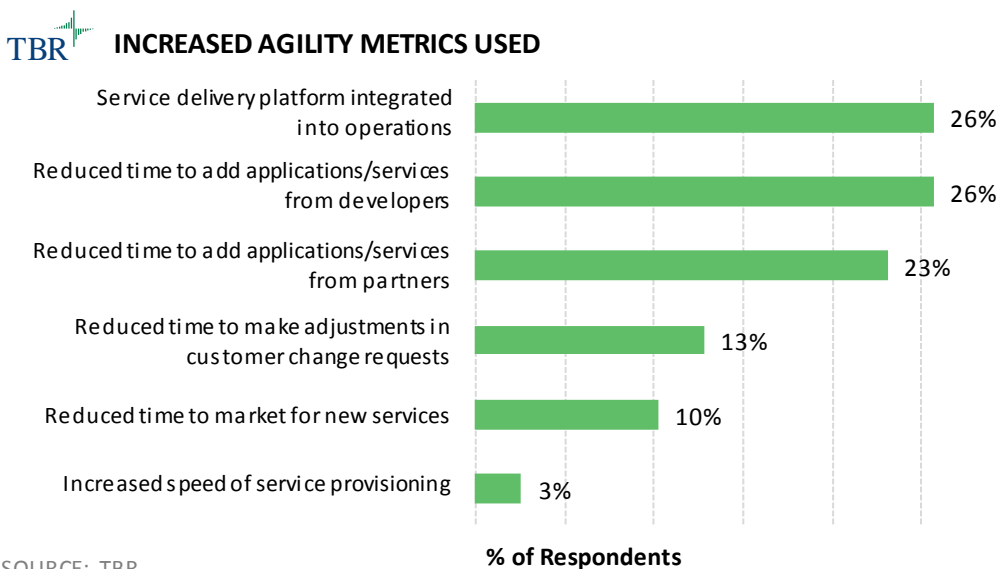 TBR
INCREASED AGILITY METRICS USED
Service delivery platform integrated
into operations
26%
Reduced time to add applications/services
from developers
26%
Reduced time to add applications/services
from partners
23%
Reduced time to make adjustments in
customer change requests
13%
Reduced time to market for new services
10%
Increased speed of service provisioning
3%
% of Respondents
SOURCE: TBR